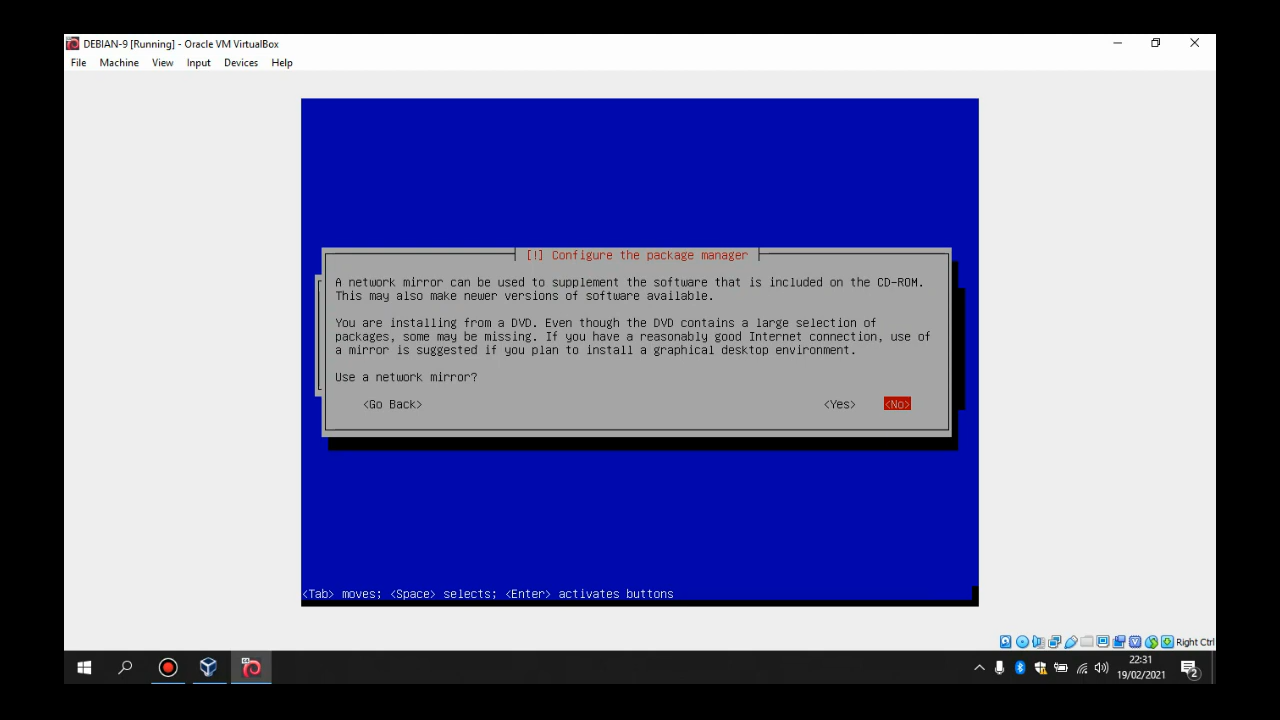 DEBIAN-9 [Running] - Oracle VM VirtualBox
File Machine View Input Devices Help
[!] Configure the package manager
A network mirror can be used to supplement the software that is included on the CD-ROM.
This may also make newer versions of software available.
You are installing from a DVD. Even though the DVD contains a large selection of
packages, some may be missing. If you have a reasonably good Internet connection, use of
a mirror is suggested if you plan to install a graphical desktop environment.
Use a network mirror?
<Go Back> <Yes> <No>
<Tab> moves; <Space> selects; <Enter> activates buttons
Right Ctrl
22:31
19/02/2021
2